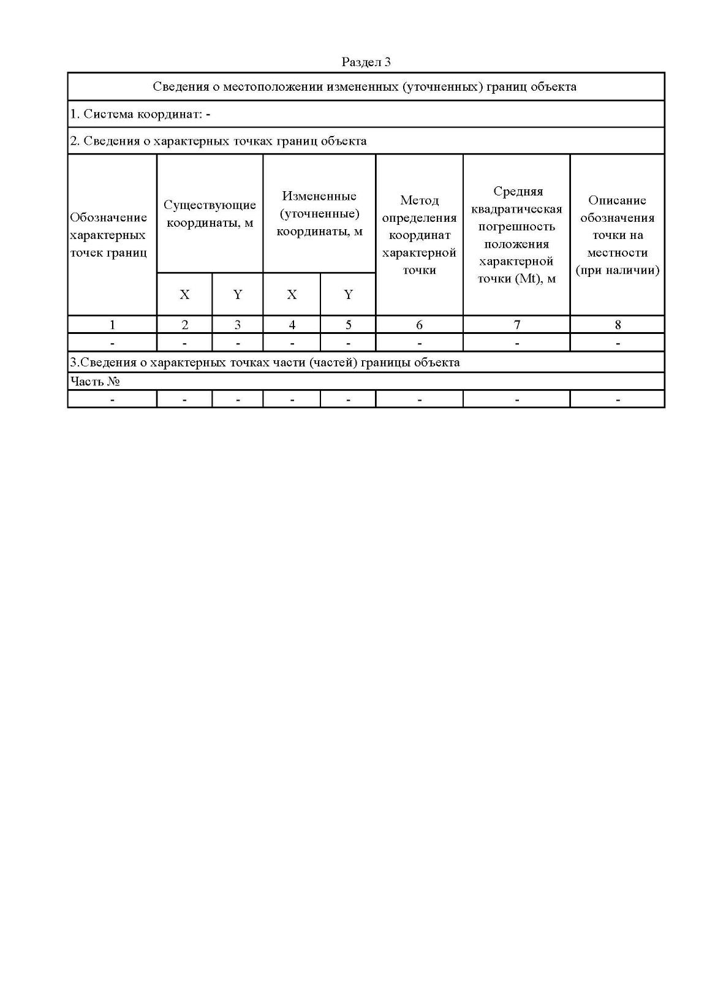 Раздел 3
Сведения о местоположении измененных (уточненных) границ объекта
1. Система координат: -
2. Сведения о характерных точках границ объекта
Обозначение
характерных
точек границ
Существующие
координаты, м
Измененные
(уточненные)
координаты, м
Метод
определения
координат
характерной
точки
Средняя
квадратическая
погрешность
положения
характерной
точки (Mt), м
Описание
обозначения
точки на
местности
(при наличии)
X Y X Y
1 2 3 4 5 6 7 8
- - - - - - - -
3.Сведения о характерных точках части (частей) границы объекта
Часть №
- - - - - - - -